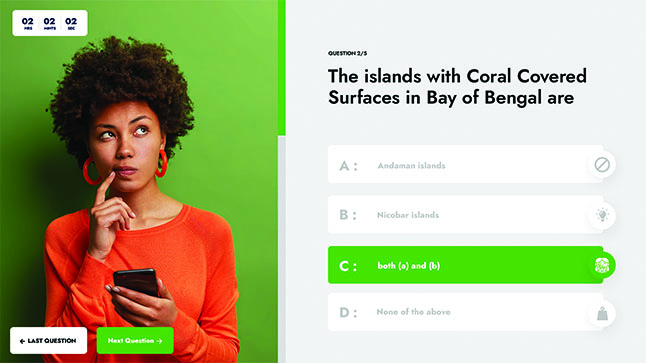 02 02 02
HRS MINTS SEC
QUESTION 2/5
The islands with Coral Covered
Surfaces in Bay of Bengal are
A : Andaman islands
B : Nicobar islands
C : both (a) and (b)
D : None of the above
← LAST QUESTION Next Question →